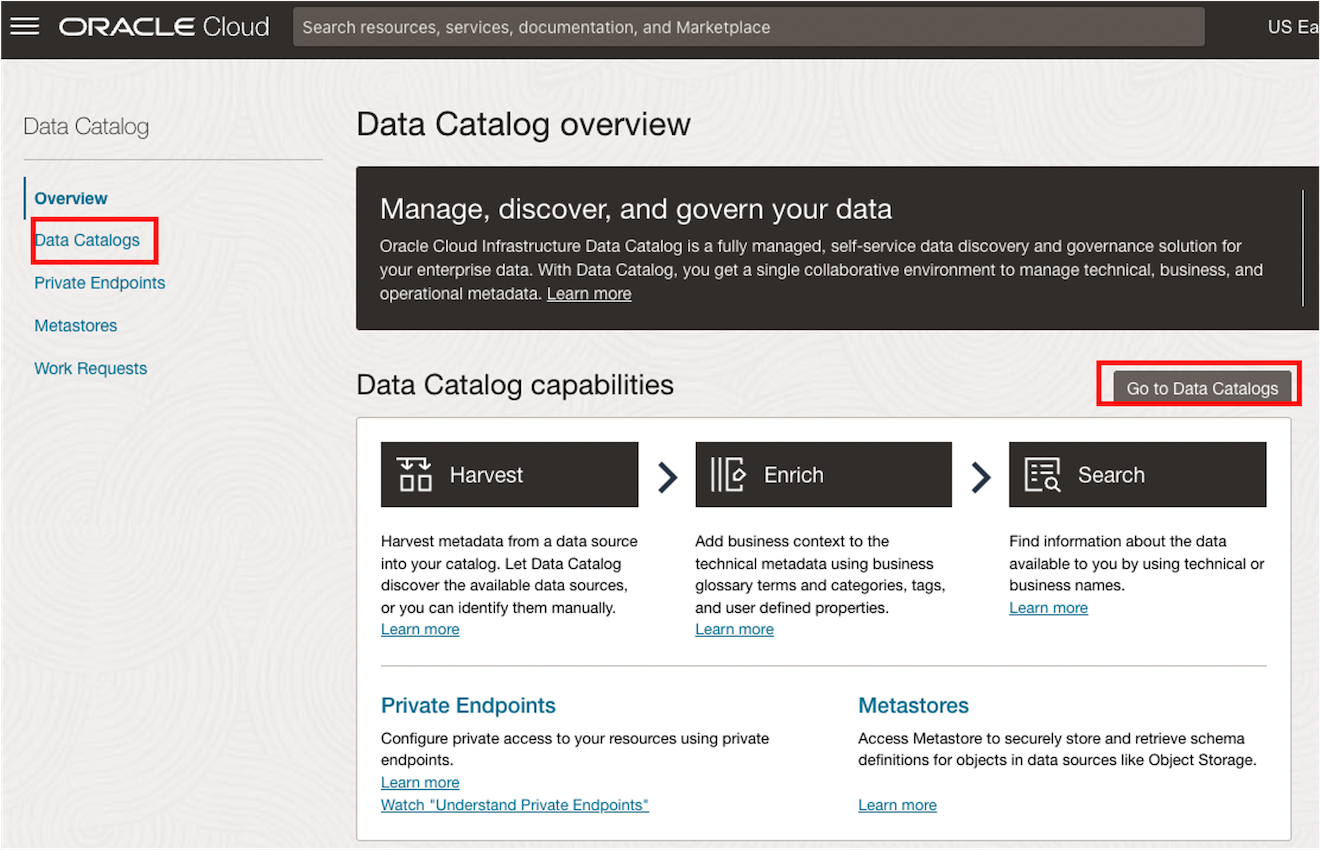 ORACLE Cloud
Search resources, services, documentation, and Marketplace
US Ea
Data Catalog
Overview
Data Catalogs
Private Endpoints
Metastores
Work Requests
Data Catalog overview
Manage, discover, and govern your data
Oracle Cloud Infrastructure Data Catalog is a fully managed, self-service data discovery and governance solution for
your enterprise data. With Data Catalog, you get a single collaborative environment to manage technical, business, and
operational metadata. Learn more
Data Catalog capabilities
Go to Data Catalogs
Harvest
Harvest metadata from a data source
into your catalog. Let Data Catalog
discover the available data sources,
or you can identify them manually.
Learn more
Enrich
Add business context to the
technical metadata using business
glossary terms and categories, tags,
and user defined properties.
Learn more
Search
Find information about the data
available to you by using technical or
business names.
Learn more
Private Endpoints
Configure private access to your resources using private
endpoints.
Learn more
Watch "Understand Private Endpoints"
Metastores
Access Metastore to securely store and retrieve schema
definitions for objects in data sources like Object Storage.
Learn more